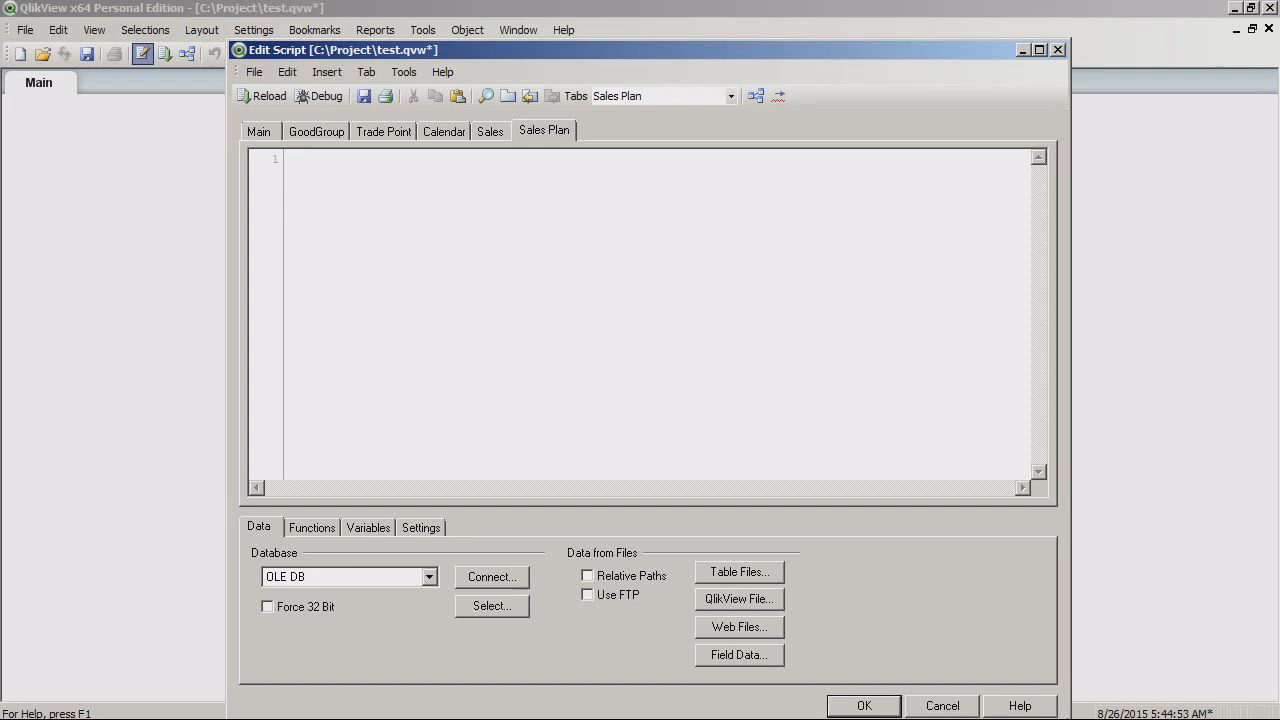 QlikView x64 Personal Edition - [C:\Project\test.qvw*]
File Edit View Selections Layout Settings Bookmarks Reports Tools Object Window Help
Edit Script [C:\Project\test.qvw*]
Main
File Edit Insert Tab Tools Help
Reload Debug Tabs Sales Plan
Main GoodGroup Trade Point Calendar Sales Sales Plan
1
Data Functions Variables Settings
Database Data from Files
OLE DB Connect... Relative Paths Table Files...
Force 32 Bit Select... Use FTP QlikView File...
Web Files...
Field Data...
OK Cancel Help
For Help, press F1 8/26/2015 5:44:53 AM*